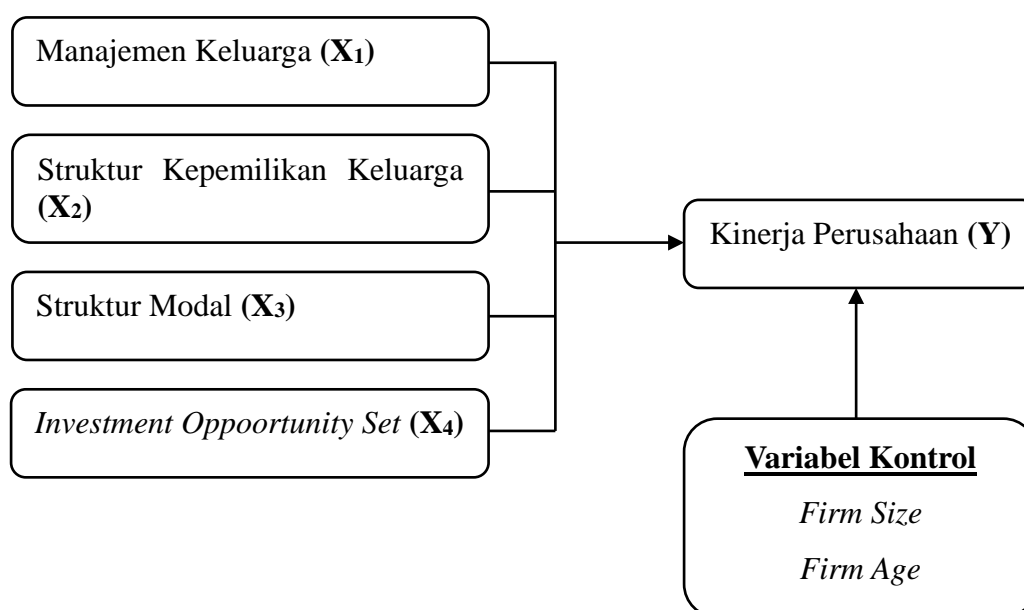 Manajemen Keluarga (X1)
Struktur Kepemilikan Keluarga
(X2)
Struktur Modal (X3)
Investment Oppoortunity Set (X4)
Kinerja Perusahaan (Y)
Variabel Kontrol
Firm Size
Firm Age